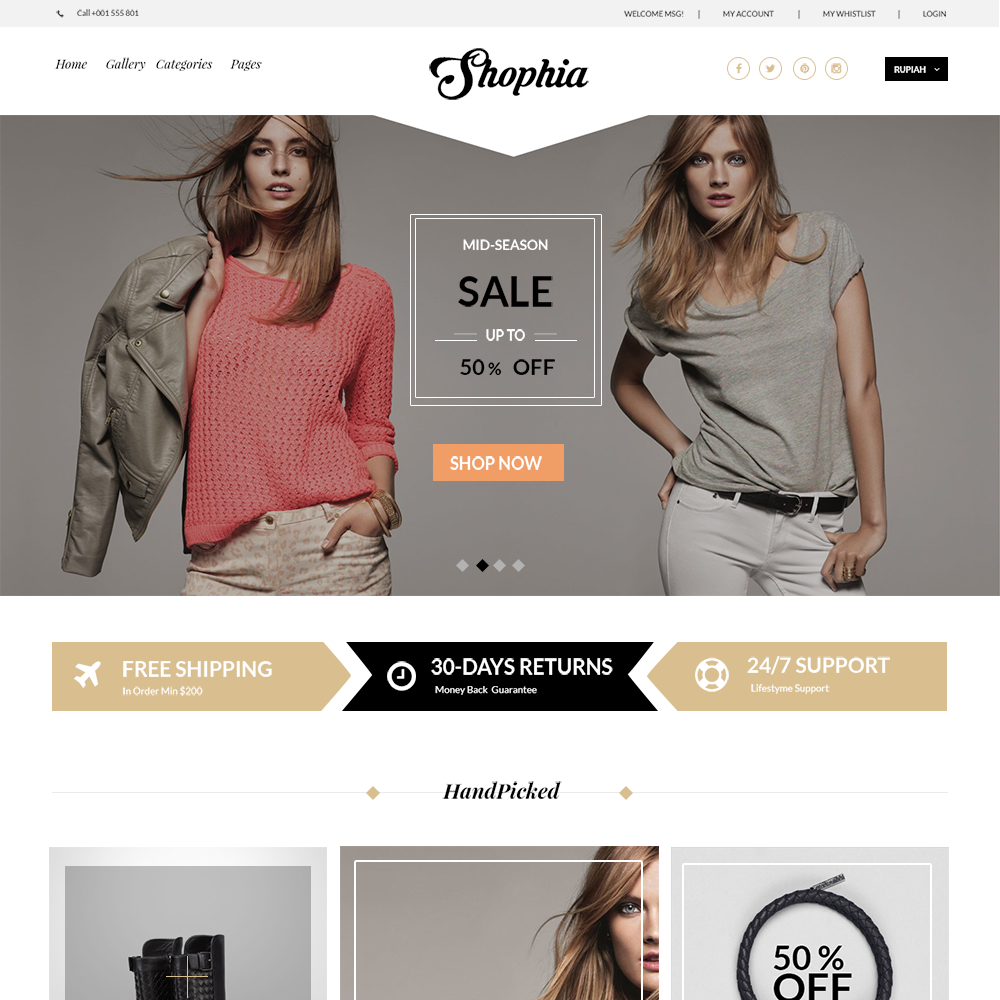 Call +001 555 801
WELCOME MSG! | MY ACCOUNT | MY WHISTLIST | LOGIN
Home Gallery Categories Pages
Shophia
RUPIAH
MID-SEASON
SALE
UP TO
50 % OFF
SHOP NOW
FREE SHIPPING
In Order Min $200
30-DAYS RETURNS
Money Back Guarantee
24/7 SUPPORT
Lifestyme Support
HandPicked
50 %
OFF